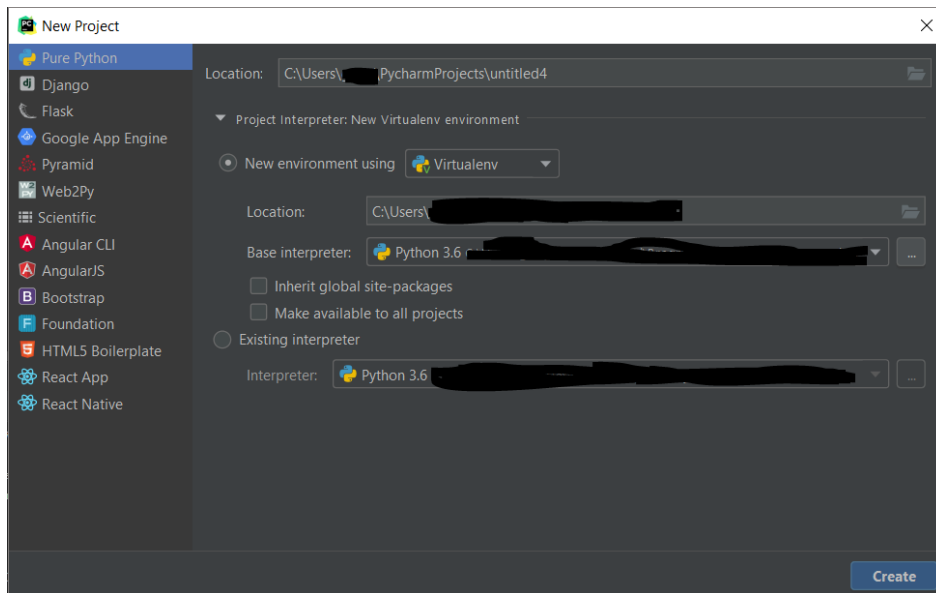 New Project
Pure Python
Django
Flask
Google App Engine
Pyramid
Web2Py
Scientific
Angular CLI
AngularJS
Bootstrap
Foundation
HTML5 Boilerplate
React App
React Native
Location: C:\Users\ PycharmProjects\untitled4
Project Interpreter: New Virtualenv environment
New environment using Virtualenv
Location: C:\Users\
Base interpreter: Python 3.6 ...
Inherit global site-packages
Make available to all projects
Existing interpreter
Interpreter: Python 3.6 ...
Create